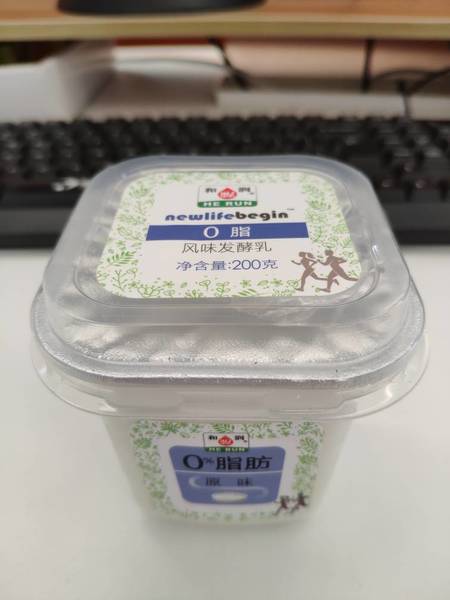 和润
HE RUN
newlifebegin™
0 脂
风味发酵乳
净含量:200克
和润
HE RUN
0%脂肪
原味